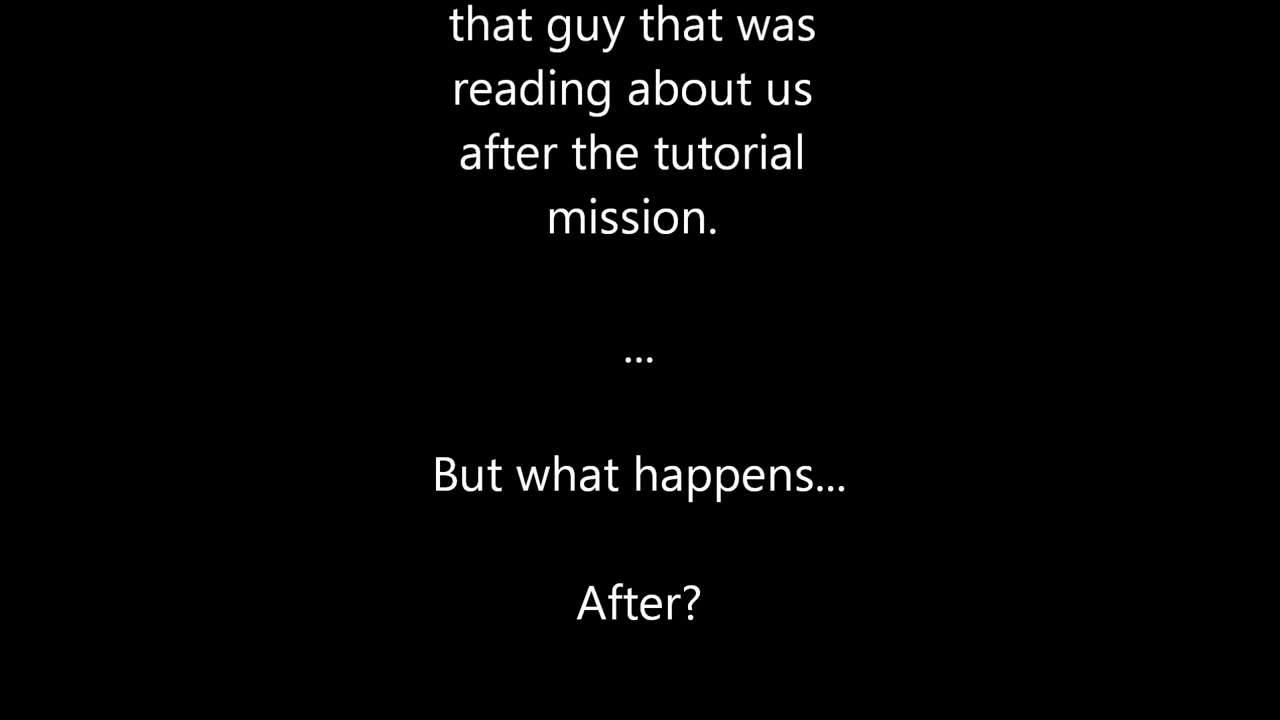 that guy that was
reading about us
after the tutorial
mission.
...
But what happens...
After?